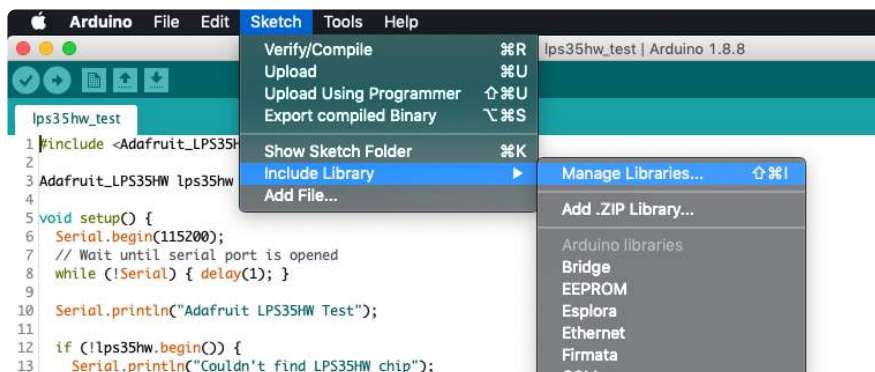 Arduino File Edit Sketch Tools Help
lps35hw_test | Arduino 1.8.8
Verify/Compile ⌘R
Upload ⌘U
Upload Using Programmer ⇧⌘U
Export compiled Binary ⌥⌘S
Show Sketch Folder ⌘K
Include Library ▶
Add File...
Manage Libraries... ⇧⌘I
Add .ZIP Library...
Arduino libraries
Bridge
EEPROM
Esplora
Ethernet
Firmata
lps35hw_test
1 #include <Adafruit_LPS35H
2
3 Adafruit_LPS35HW lps35hw
4
5 void setup() {
6 Serial.begin(115200);
7 // Wait until serial port is opened
8 while (!Serial) { delay(1); }
9
10 Serial.println("Adafruit LPS35HW Test");
11
12 if (!lps35hw.begin()) {
13 Serial.println("Couldn't find LPS35HW chip");